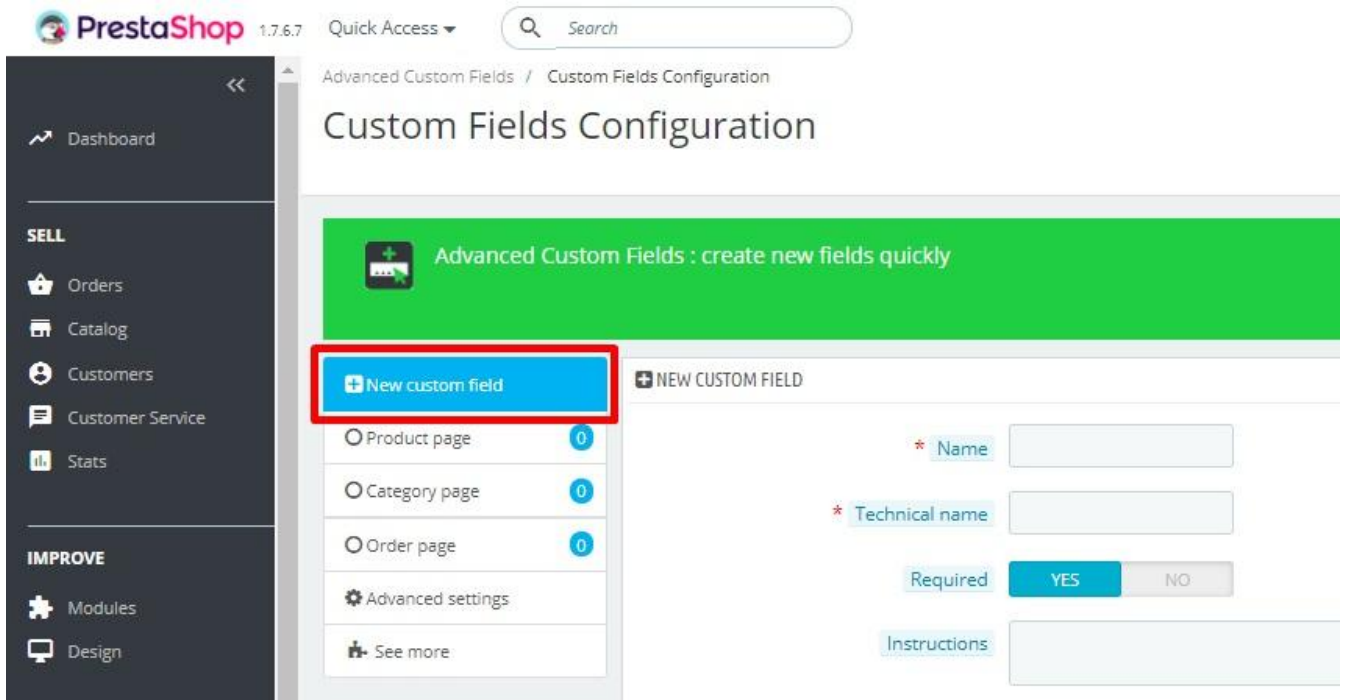 PrestaShop 1.7.6.7 Quick Access Search
Advanced Custom Fields / Custom Fields Configuration
Custom Fields Configuration
Dashboard
SELL
Orders
Catalog
Customers
Customer Service
Stats
IMPROVE
Modules
Design
Advanced Custom Fields : create new fields quickly
New custom field
Product page 0
Category page 0
Order page 0
Advanced settings
See more
NEW CUSTOM FIELD
* Name
* Technical name
Required YES NO
Instructions